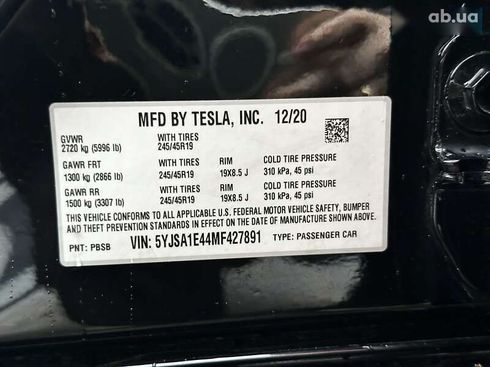 ab.ua
MFD BY TESLA, INC. 12/20
GVWR
2720 kg (5996 lb)
WITH TIRES
245/45R19
GAWR FRT
1300 kg (2866 lb)
WITH TIRES
245/45R19
RIM
19X8.5 J
COLD TIRE PRESSURE
310 kPa, 45 psi
GAWR RR
1500 kg (3307 lb)
WITH TIRES
245/45R19
RIM
19X8.5 J
COLD TIRE PRESSURE
310 kPa, 45 psi
THIS VEHICLE CONFORMS TO ALL APPLICABLE U.S. FEDERAL MOTOR VEHICLE SAFETY, BUMPER,
AND THEFT PREVENTION STANDARDS IN EFFECT ON THE DATE OF MANUFACTURE SHOWN ABOVE.
PNT: PBSB VIN: 5YJSA1E44MF427891 TYPE: PASSENGER CAR